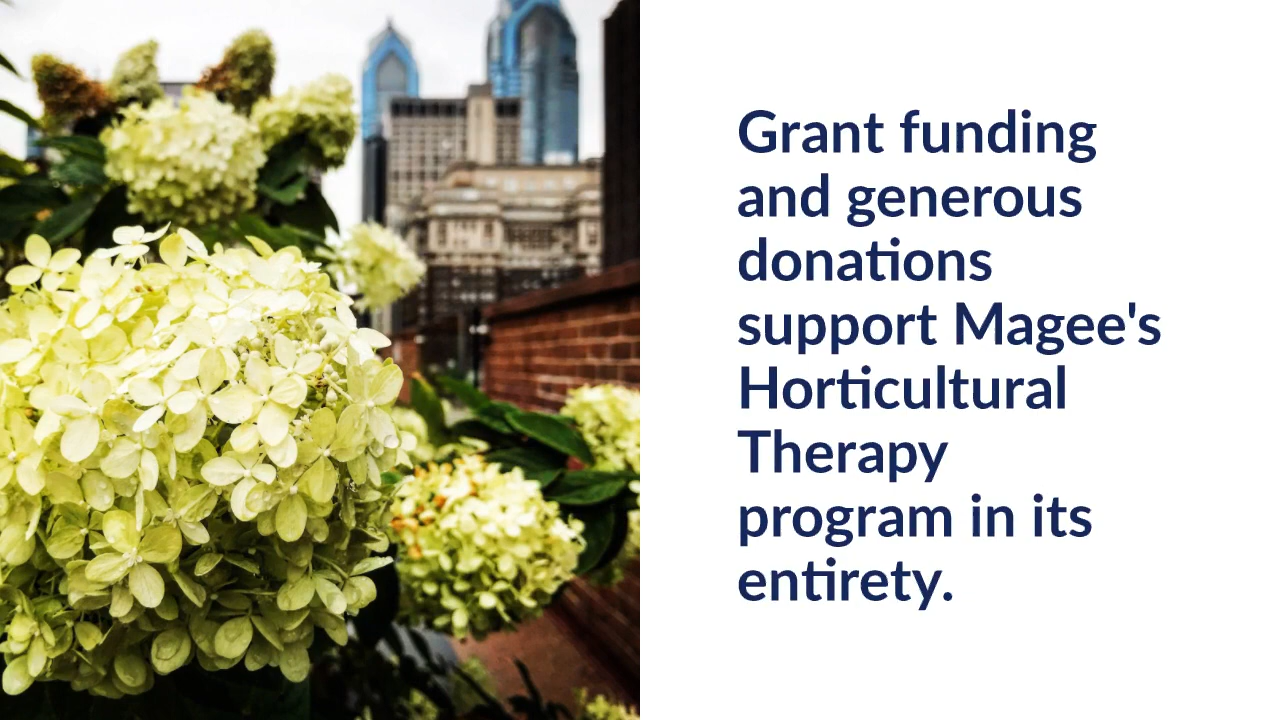 Grant funding
and generous
donations
support Magee's
Horticultural
Therapy
program in its
entirety.